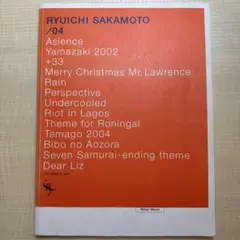 RYUICHI SAKAMOTO
/04
Asience
Yamazaki 2002
+33
Merry Christmas Mr. Lawrence
Rain
Perspective
Undercooled
Riot in Lagos
Theme for Roningai
Tamago 2004
Bibo no Aozora
Seven Samurai-ending theme
Dear Liz